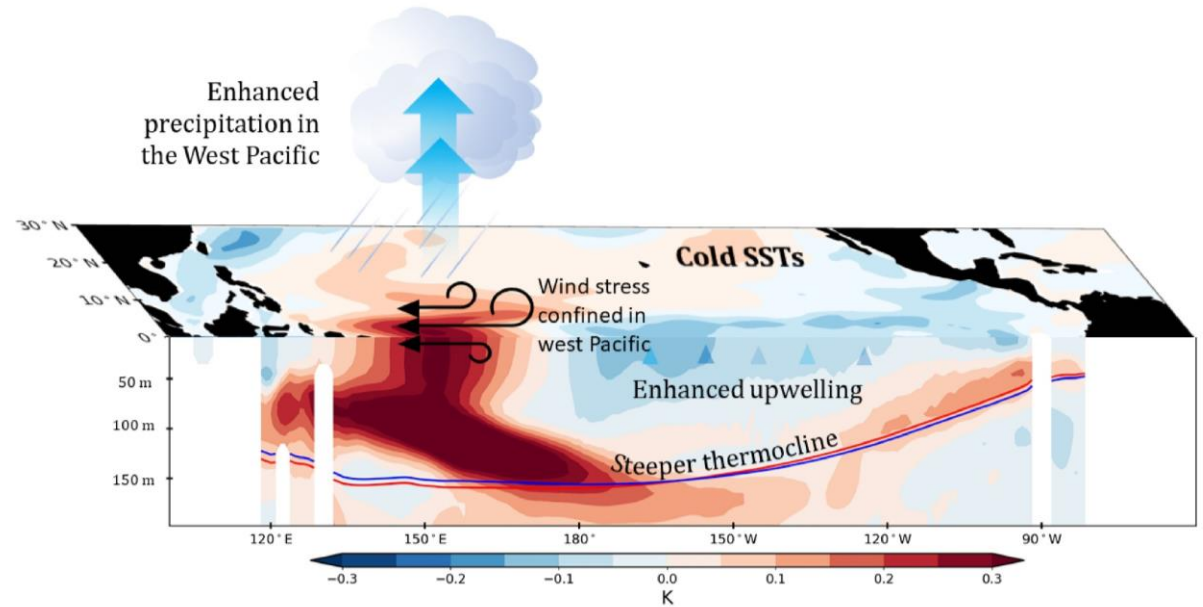 Enhanced
precipitation in
the West Pacific
30°N
20°N
10°N
0°
Cold SSTs
Wind stress
confined in
west Pacific
Enhanced upwelling
Steeper thermocline
50 m
100 m
150 m
120°E 150°E 180° 150°W 120°W 90°W
−0.3 −0.2 −0.1 0.0 0.1 0.2 0.3
K